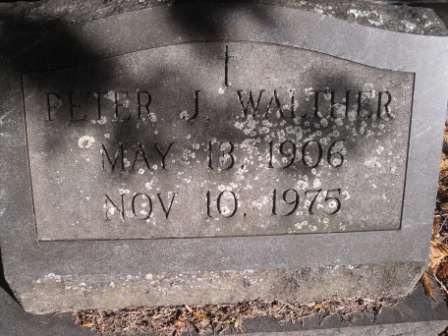 PETER J. WALTHER
MAY 13, 1906
NOV 10, 1975